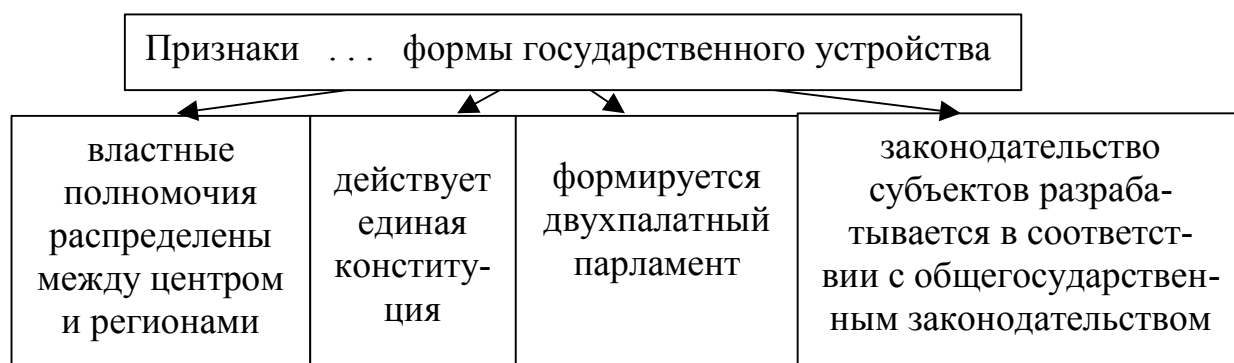 Признаки ... формы государственного устройства
властные
полномочия
распределены
между центром
и регионами
действует
единая
конститу-
ция
формируется
двухпалатный
парламент
законодательство
субъектов разраба-
тывается в соответст-
вии с общегосударствен-
ным законодательством